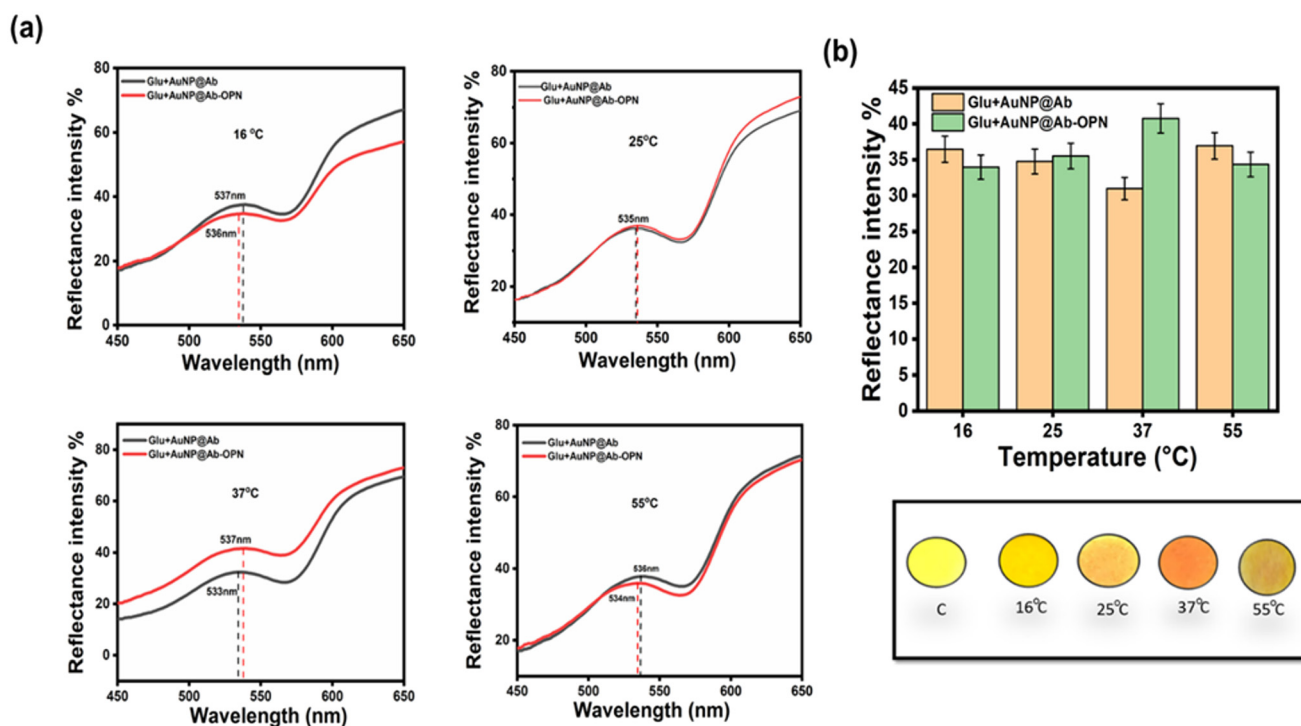 (a)
80
60
40
20
0
Reflectance intensity %
Glu+AuNP@Ab
Glu+AuNP@Ab-OPN
16 °C
537nm
536nm
450 500 550 600 650
Wavelength (nm)
80
60
40
20
Reflectance intensity %
Glu+AuNP@Ab
Glu+AuNP@Ab-OPN
25°C
535nm
450 500 550 600 650
Wavelength (nm)
80
60
40
20
0
Reflectance intensity %
Glu+AuNP@Ab
Glu+AuNP@Ab-OPN
37°C
537nm
533nm
450 500 550 600 650
Wavelength (nm)
80
60
40
20
Reflectance intensity %
Glu+AuNP@Ab
Glu+AuNP@Ab-OPN
55°C
536nm
534nm
450 500 550 600 650
Wavelength (nm)
(b)
45
40
35
30
25
20
15
10
5
0
Reflectance intensity %
Glu+AuNP@Ab
Glu+AuNP@Ab-OPN
16 25 37 55
Temperature (°C)
C 16°C 25°C 37°C 55°C